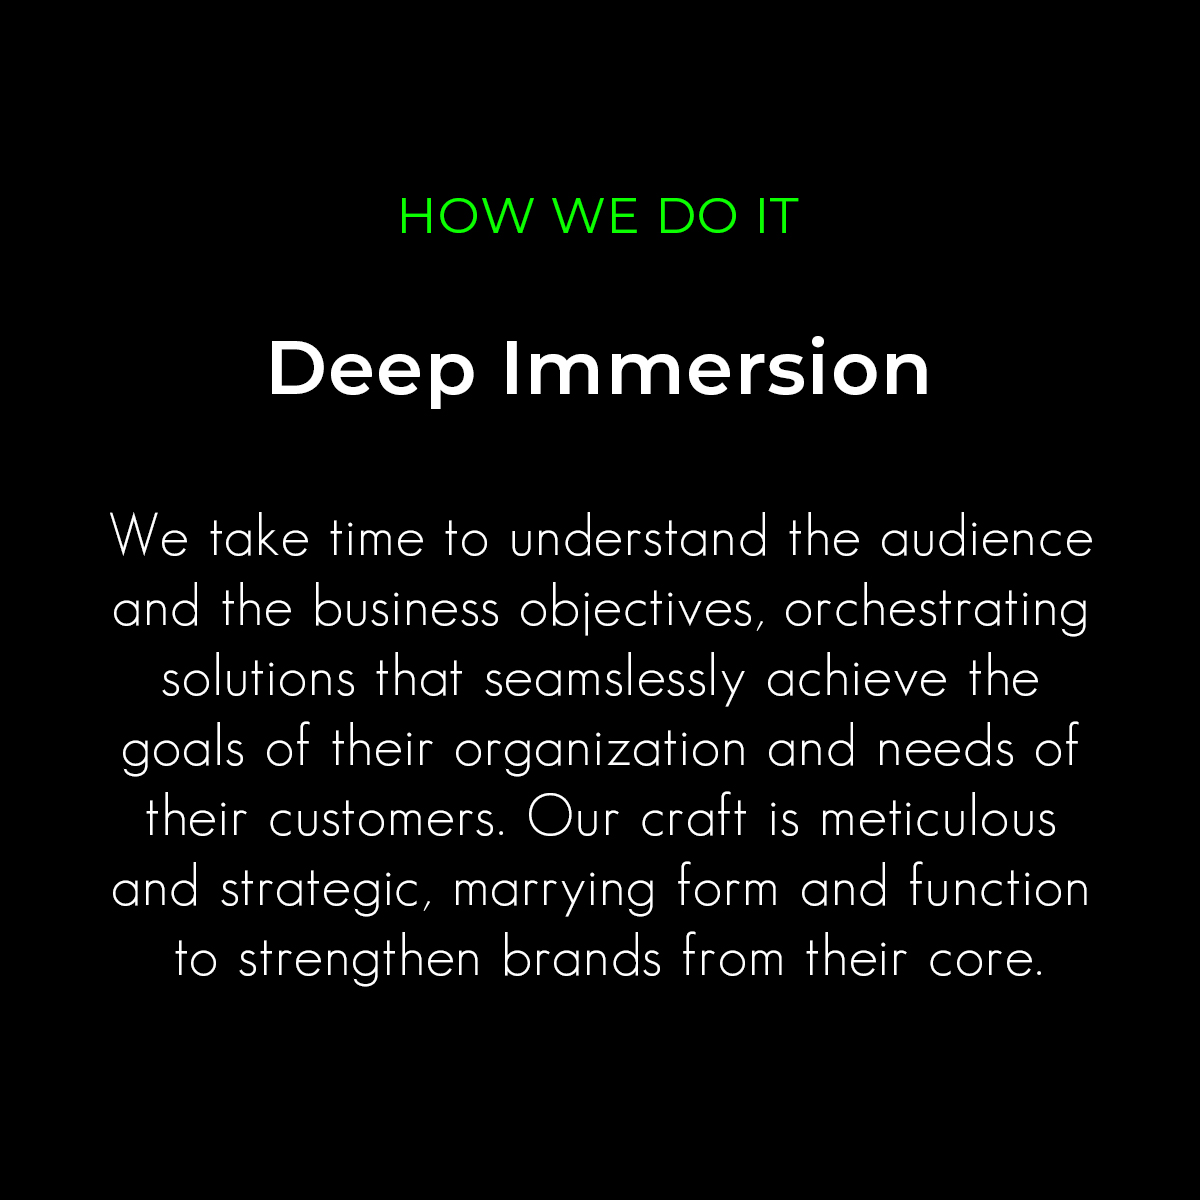 HOW WE DO IT
Deep Immersion
We take time to understand the audience
and the business objectives, orchestrating
solutions that seamslessly achieve the
goals of their organization and needs of
their customers. Our craft is meticulous
and strategic, marrying form and function
to strengthen brands from their core.